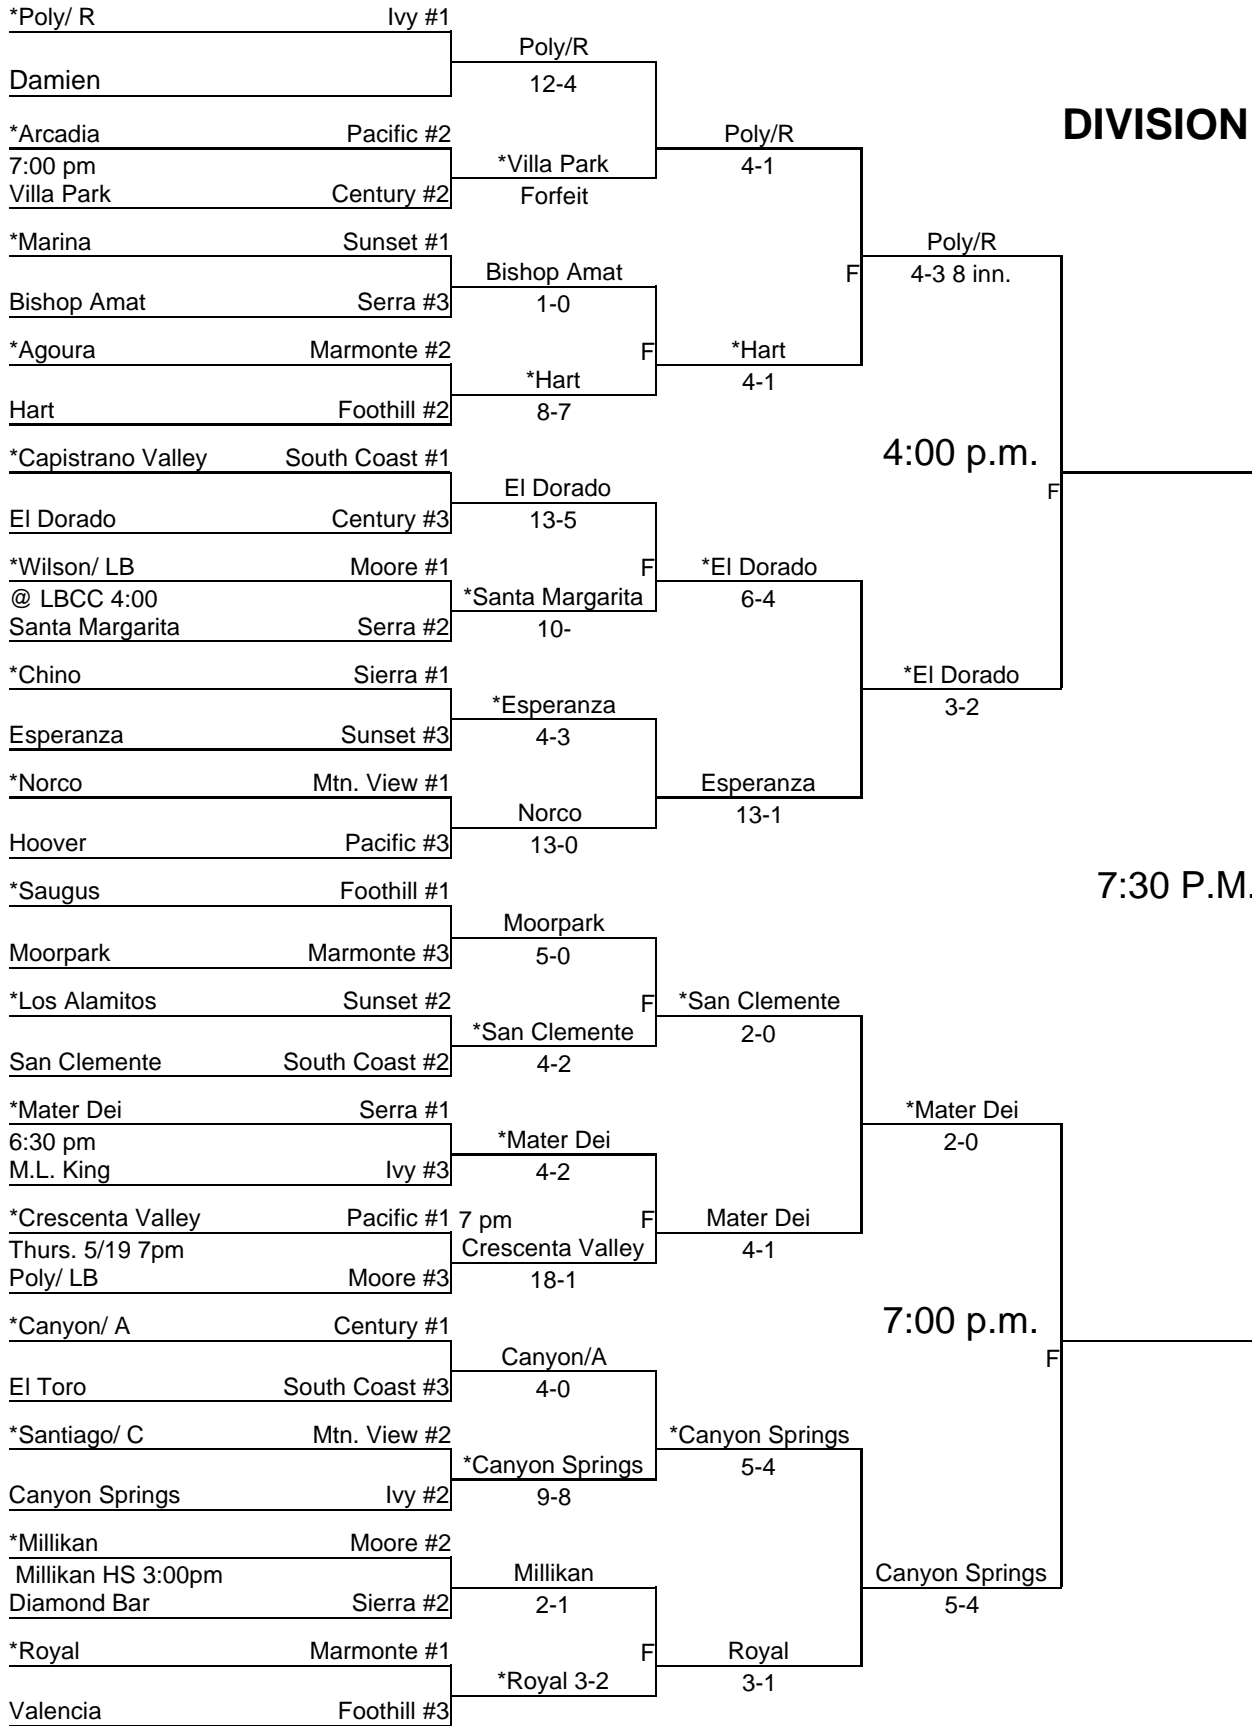 *Poly/ R Ivy #1
Poly/R
Damien
12-4
DIVISION
*Arcadia Pacific #2
Poly/R
7:00 pm
*Villa Park
4-1
Villa Park Century #2
Forfeit
*Marina Sunset #1
Poly/R
Bishop Amat
F
4-3 8 inn.
Bishop Amat Serra #3
1-0
*Agoura Marmonte #2
F
*Hart
*Hart
4-1
Hart Foothill #2
8-7
*Capistrano Valley South Coast #1
4:00 p.m.
El Dorado
F
El Dorado Century #3
13-5
*Wilson/ LB Moore #1
F
*El Dorado
@ LBCC 4:00
*Santa Margarita
6-4
Santa Margarita Serra #2
10-
*Chino Sierra #1
*El Dorado
*Esperanza
3-2
Esperanza Sunset #3
4-3
*Norco Mtn. View #1
Esperanza
Norco
13-1
Hoover Pacific #3
13-0
*Saugus Foothill #1
7:30 P.M.
Moorpark
Moorpark Marmonte #3
5-0
*Los Alamitos Sunset #2
F
*San Clemente
*San Clemente
2-0
San Clemente South Coast #2
4-2
*Mater Dei Serra #1
*Mater Dei
6:30 pm
*Mater Dei
2-0
M.L. King Ivy #3
4-2
*Crescenta Valley Pacific #1
7 pm
F
Mater Dei
Thurs. 5/19 7pm
Crescenta Valley
4-1
Poly/ LB Moore #3
18-1
*Canyon/ A Century #1
7:00 p.m.
Canyon/A
F
El Toro South Coast #3
4-0
*Santiago/ C Mtn. View #2
*Canyon Springs
*Canyon Springs
5-4
Canyon Springs Ivy #2
9-8
*Millikan Moore #2
Millikan HS 3:00pm
Millikan
Canyon Springs
Diamond Bar Sierra #2
2-1
5-4
*Royal Marmonte #1
F
Royal
*Royal 3-2
3-1
Valencia Foothill #3